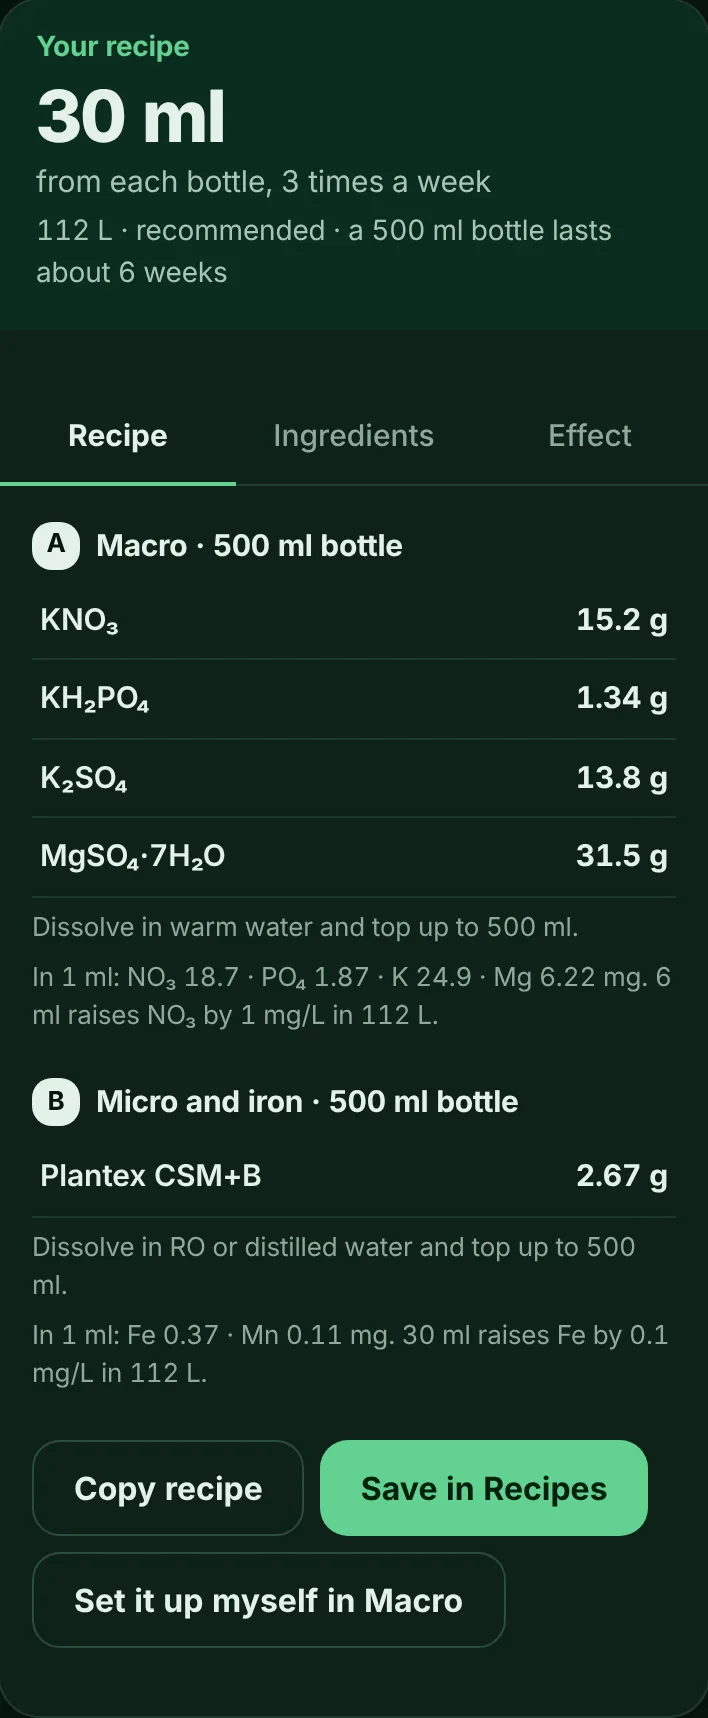 Your recipe
30 ml
from each bottle, 3 times a week
112 L · recommended · a 500 ml bottle lasts
about 6 weeks
Recipe Ingredients Effect
A Macro · 500 ml bottle
KNO₃ 15.2 g
KH₂PO₄ 1.34 g
K₂SO₄ 13.8 g
MgSO₄·7H₂O 31.5 g
Dissolve in warm water and top up to 500 ml.
In 1 ml: NO₃ 18.7 · PO₄ 1.87 · K 24.9 · Mg 6.22 mg. 6
ml raises NO₃ by 1 mg/L in 112 L.
B Micro and iron · 500 ml bottle
Plantex CSM+B 2.67 g
Dissolve in RO or distilled water and top up to 500
ml.
In 1 ml: Fe 0.37 · Mn 0.11 mg. 30 ml raises Fe by 0.1
mg/L in 112 L.
Copy recipe Save in Recipes
Set it up myself in Macro